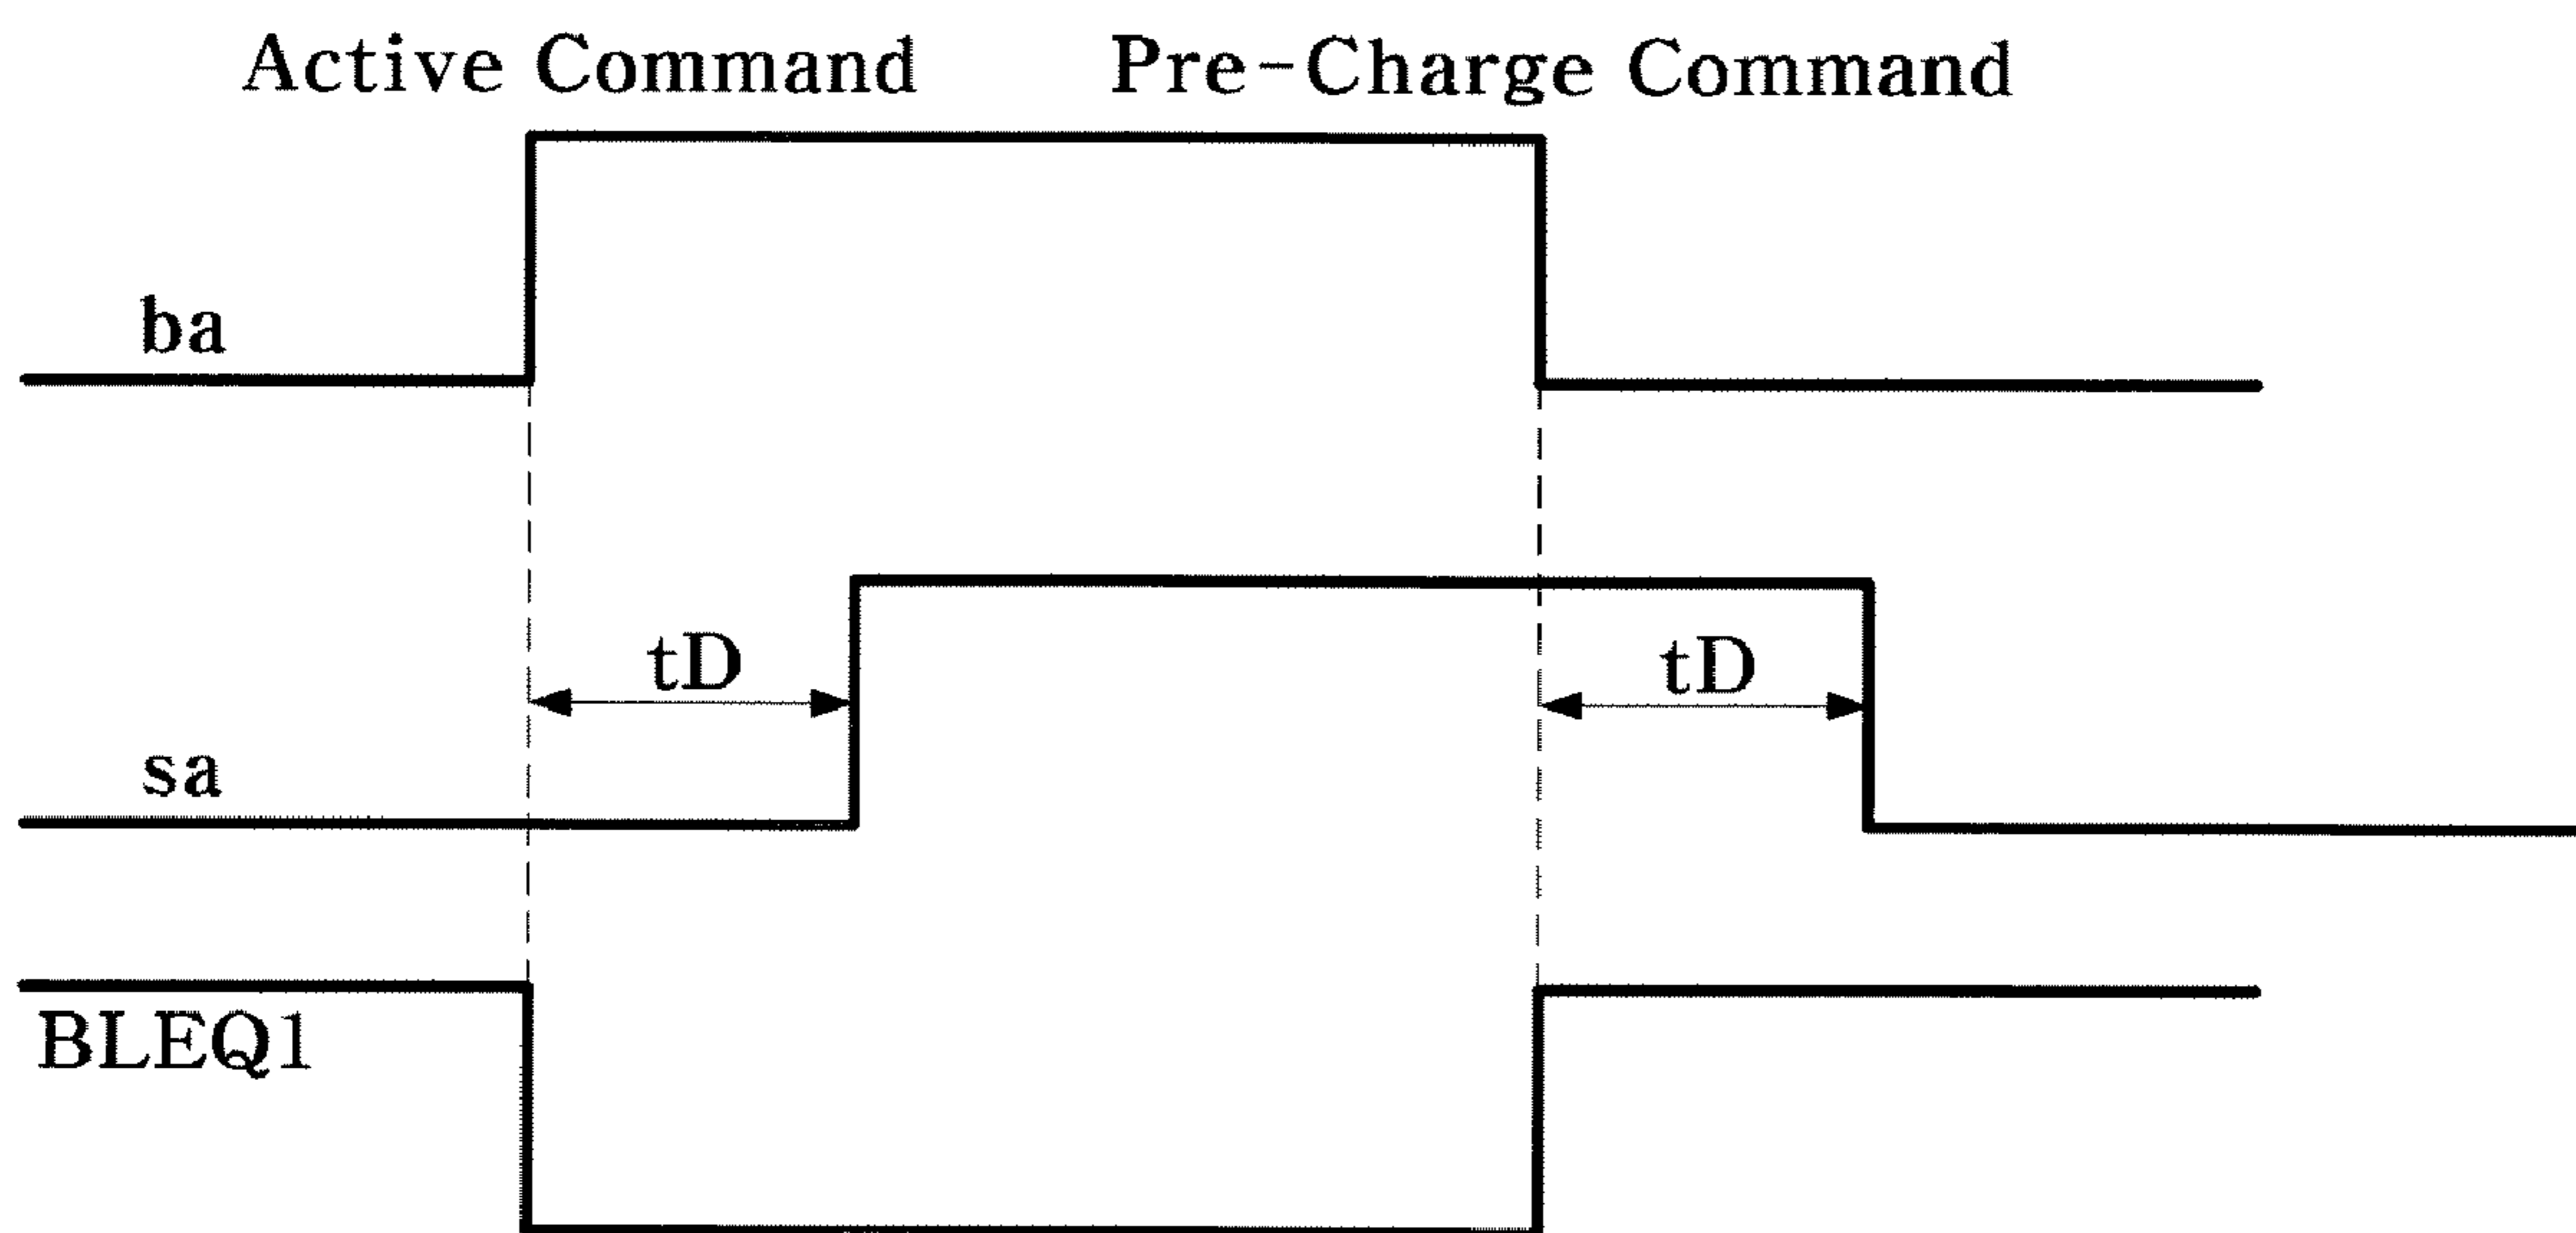 Active Command Pre-Charge Command
ba
tD tD
sa
BLEQ1